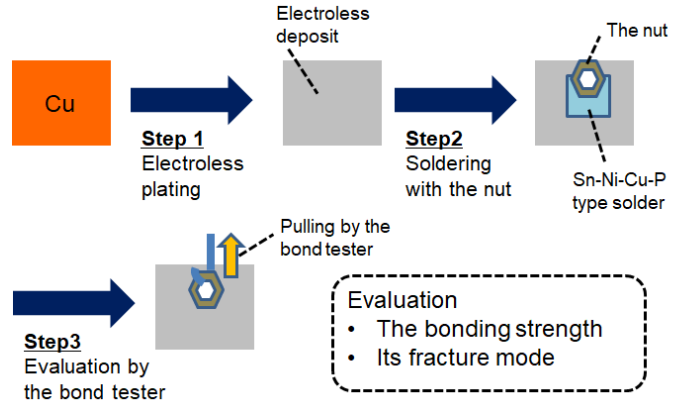 Electroless
deposit
The nut
Cu
Step 1
Electroless
plating
Step2
Soldering
with the nut
Sn-Ni-Cu-P
type solder
Pulling by the
bond tester
Step3
Evaluation by
the bond tester
Evaluation
• The bonding strength
• Its fracture mode